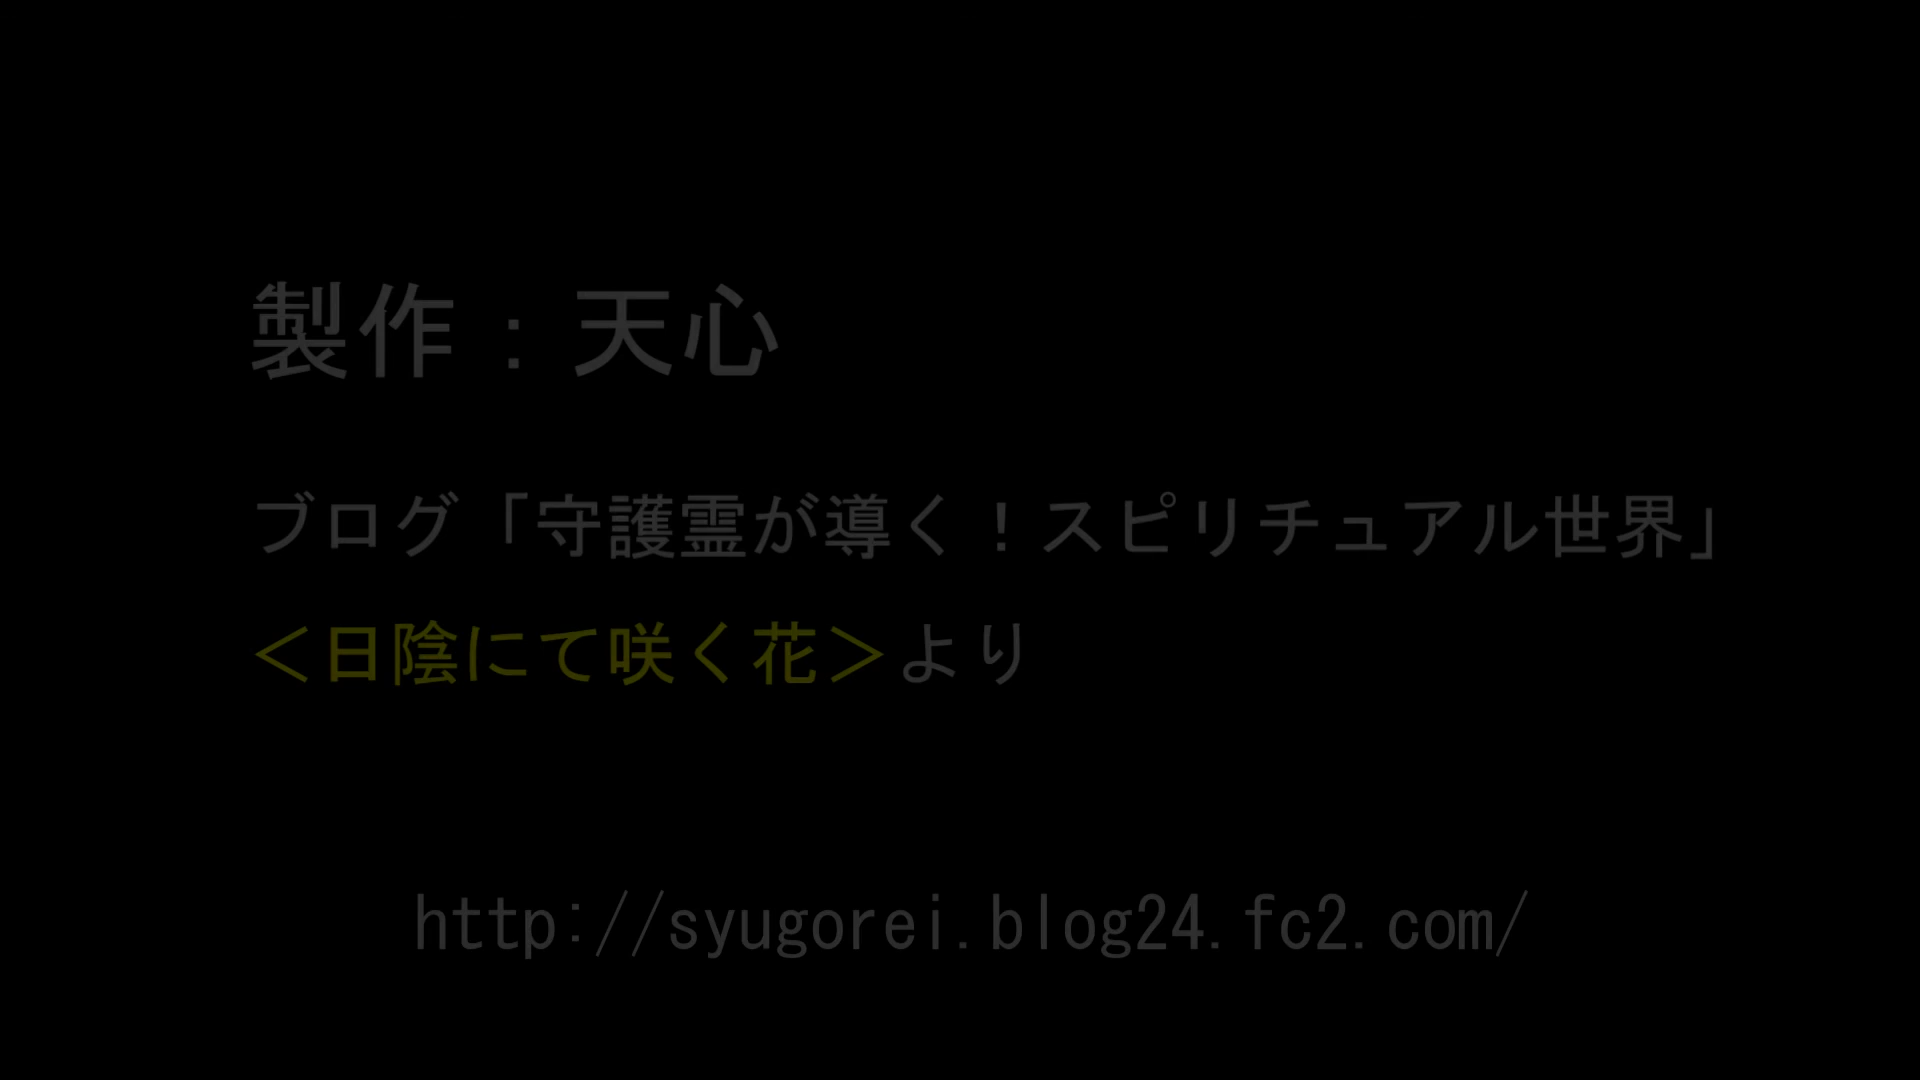 製作：天心
ブログ「守護霊が導く！スピリチュアル世界」
＜日陰にて咲く花＞より
http://syugorei.blog24.fc2.com/